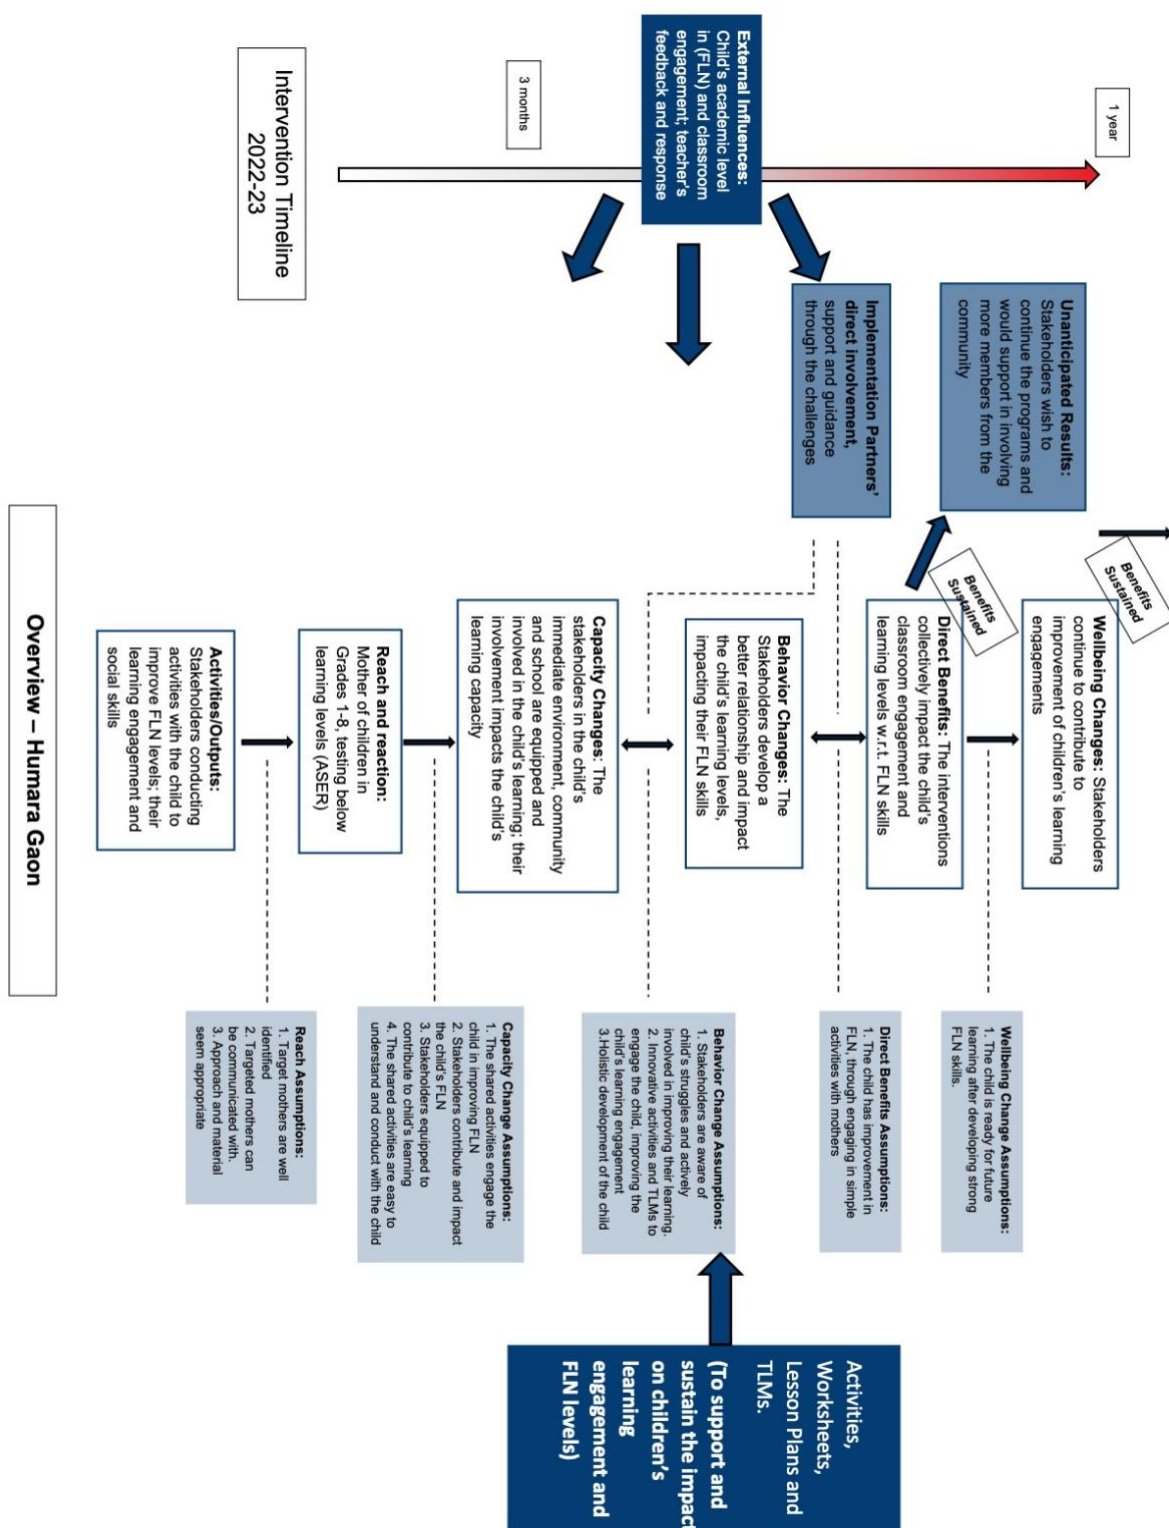 Overview – Humara Gaon
Intervention Timeline
2022-23
3 months
1 year
External Influences:
Child's academic level
in (FLN) and classroom
engagement; teacher's
feedback and response
Implementation Partners'
direct involvement,
support and guidance
through the challenges
Unanticipated Results:
Stakeholders wish to
continue the programs and
would support in involving
more members from the
community
Benefits
Sustained
Benefits
Sustained
Wellbeing Changes: Stakeholders
continue to contribute to
improvement of children's learning
engagements
Direct Benefits: The interventions
collectively impact the child's
classroom engagement and
learning levels w.r.t. FLN skills
Behavior Changes: The
Stakeholders develop a
better relationship and impact
the child's learning levels,
impacting their FLN skills
Capacity Changes: The
stakeholders in the child's
immediate environment, community
and school are equipped and
involved in the child's learning; their
involvement impacts the child's
learning capacity
Reach and reaction:
Mother of children in
Grades 1-8, testing below
learning levels (ASER)
Activities/Outputs:
Stakeholders conducting
activities with the child to
improve FLN levels; their
learning engagement and
social skills
Wellbeing Change Assumptions:
1. The child is ready for future
learning after developing strong
FLN skills.
Direct Benefits Assumptions:
1. The child has improvement in
FLN, through engaging in simple
activities with mothers
Behavior Change Assumptions:
1. Stakeholders are aware of
child's struggles and actively
involved in improving their learning.
2. Innovative activities and TLMs to
engage the child, improving the
child's learning engagement
3.Holistic development of the child
Capacity Change Assumptions:
1. The shared activities engage the
child in improving FLN
2. Stakeholders contribute and impact
the child's FLN
3. Stakeholders equipped to
contribute to child's learning
4. The shared activities are easy to
understand and conduct with the child
Reach Assumptions:
1. Target mothers are well
identified
2. Targeted mothers can
be communicated with.
3. Approach and material
seem appropriate
Activities,
Worksheets,
Lesson Plans and
TLMs.
(To support and
sustain the impact
on children's
learning
engagement and
FLN levels)